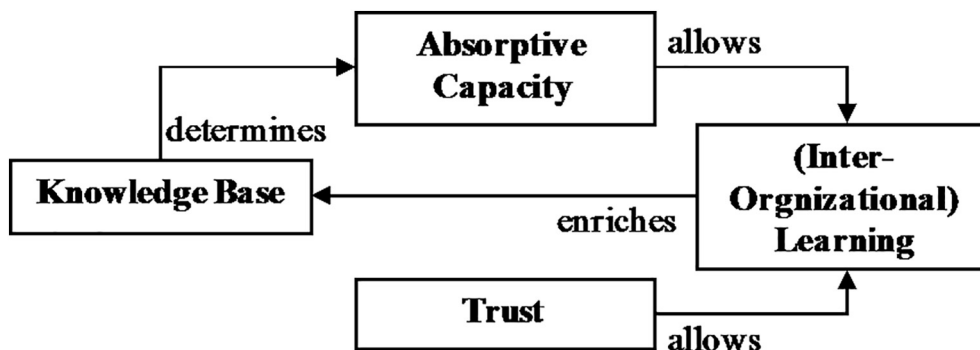 Absorptive
Capacity
allows
determines
Knowledge Base
(Inter-
Orgnizational)
Learning
enriches
Trust
allows